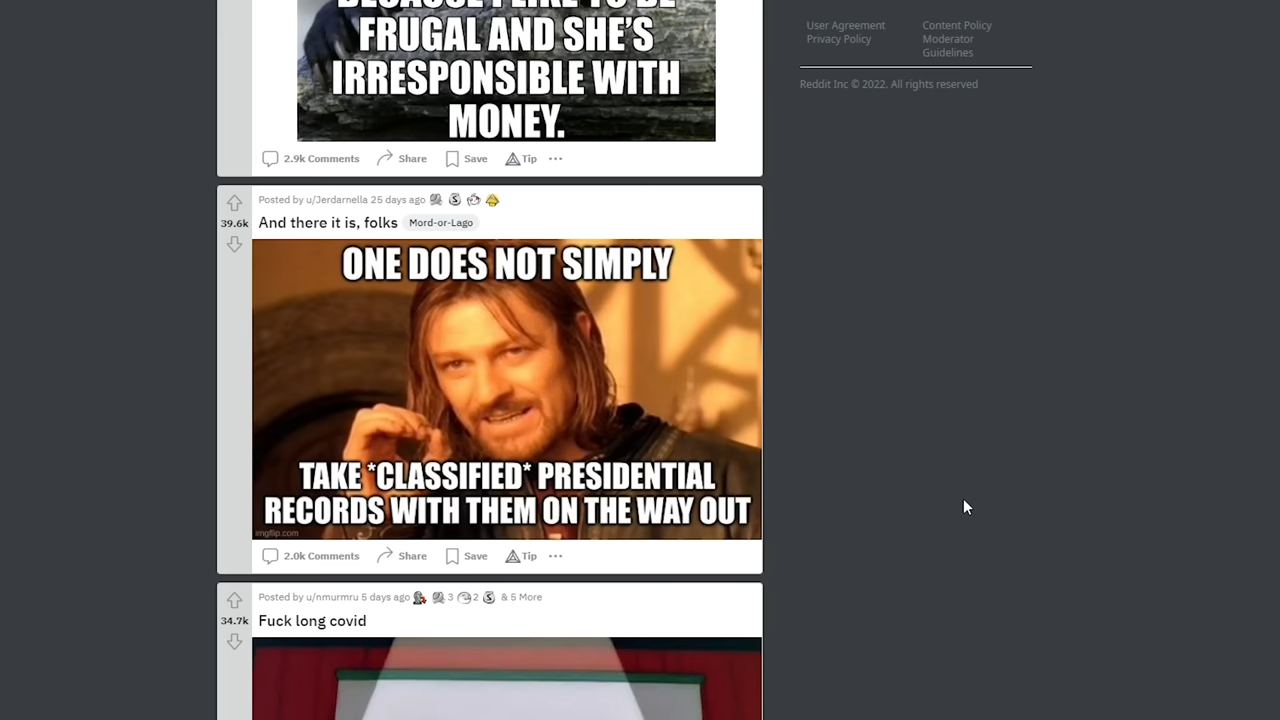 BECAUSE I LIKE TO BE
FRUGAL AND SHE'S
IRRESPONSIBLE WITH
MONEY.
2.9k Comments Share Save Tip
Posted by u/Jerdarnella 25 days ago
39.6k
And there it is, folks Mord-or-Lago
ONE DOES NOT SIMPLY
TAKE *CLASSIFIED* PRESIDENTIAL
RECORDS WITH THEM ON THE WAY OUT
imgflip.com
2.0k Comments Share Save Tip
Posted by u/nmurmru 5 days ago 3 2 & 5 More
34.7k
Fuck long covid
User Agreement Content Policy
Privacy Policy Moderator
Guidelines
Reddit Inc © 2022. All rights reserved